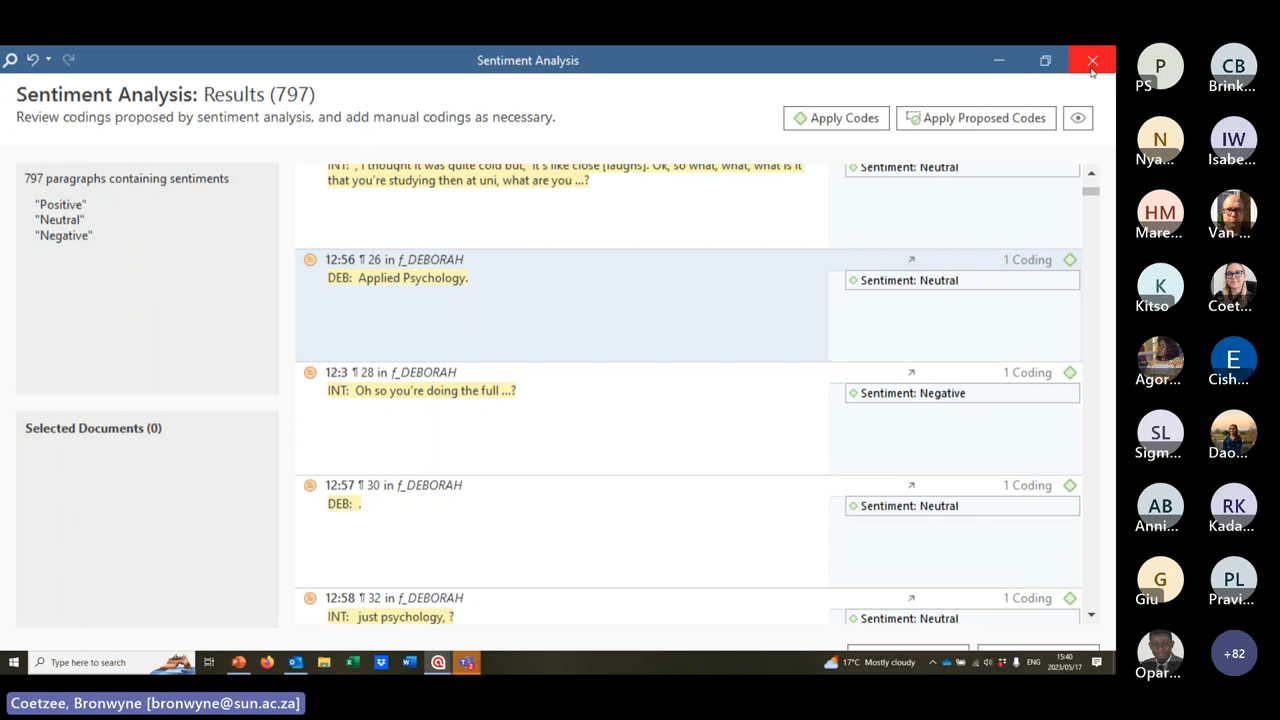 Sentiment Analysis
Sentiment Analysis: Results (797)
Review codings proposed by sentiment analysis, and add manual codings as necessary.
Apply Codes
Apply Proposed Codes
797 paragraphs containing sentiments
"Positive"
"Neutral"
"Negative"
Selected Documents (0)
INT: , I thought it was quite cold but, it's like close [laughs]. Ok, so what, what, what is it
that you're studying then at uni, what are you ...?
Sentiment: Neutral
12:56 ¶ 26 in f_DEBORAH
1 Coding
DEB: Applied Psychology.
Sentiment: Neutral
12:3 ¶ 28 in f_DEBORAH
1 Coding
INT: Oh so you're doing the full ...?
Sentiment: Negative
12:57 ¶ 30 in f_DEBORAH
1 Coding
DEB: .
Sentiment: Neutral
12:58 ¶ 32 in f_DEBORAH
1 Coding
INT: just psychology, ?
Sentiment: Neutral
Type here to search
17°C Mostly cloudy
ENG
15:40
2023/05/17
Coetzee, Bronwyne [bronwyne@sun.ac.za]
P
PS
CB
Brink...
N
Nya...
IW
Isabe...
HM
Mare...
Van ...
K
Kitso
Coet...
Agor...
E
Cish...
SL
Sigm...
Dao...
AB
Anni...
RK
Kada...
G
Giu
PL
Pravi...
Opar...
+82